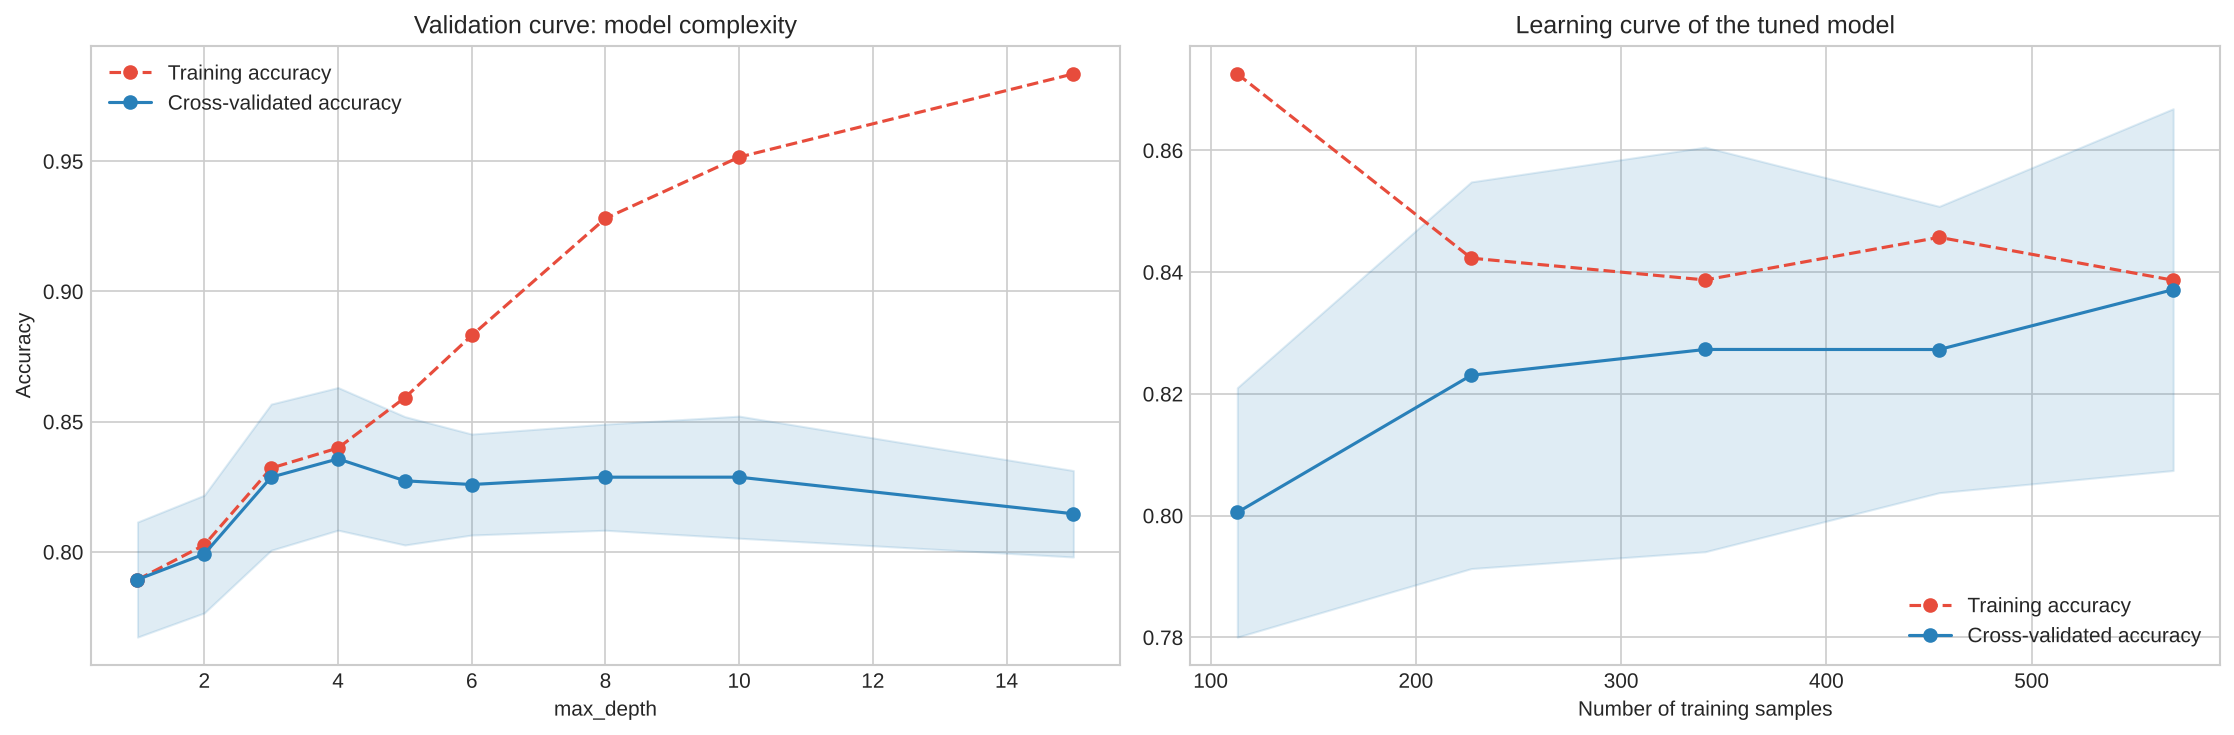 Validation curve: model complexity
Training accuracy
Cross-validated accuracy
Accuracy
0.95
0.90
0.85
0.80
2 4 6 8 10 12 14
max_depth
Learning curve of the tuned model
0.86
0.84
0.82
0.80
0.78
Training accuracy
Cross-validated accuracy
100 200 300 400 500
Number of training samples